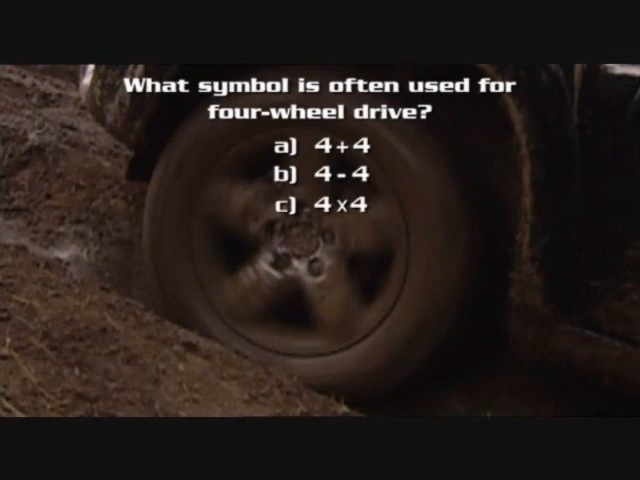 What symbol is often used for
four-wheel drive?
a) 4+4
b) 4-4
c) 4x4